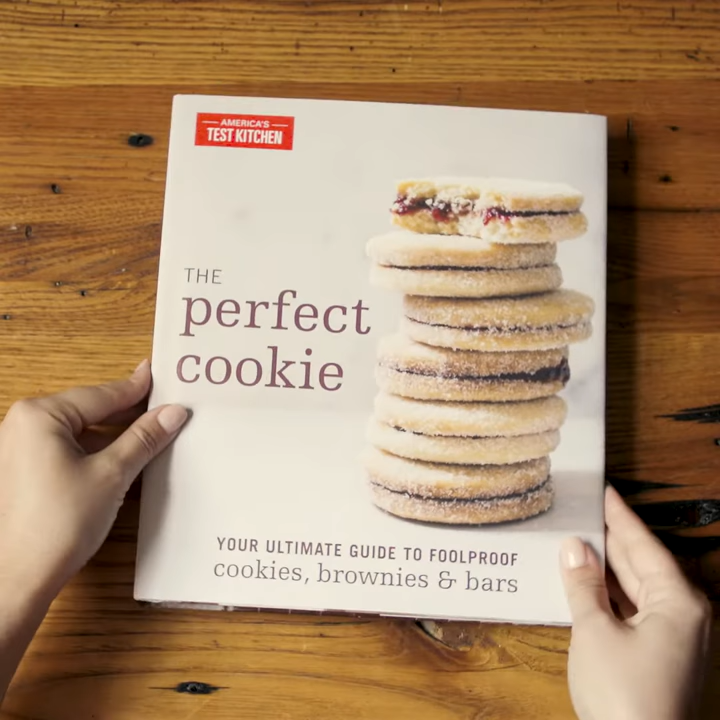 AMERICA'S
TEST KITCHEN
THE
perfect
cookie
YOUR ULTIMATE GUIDE TO FOOLPROOF
cookies, brownies & bars